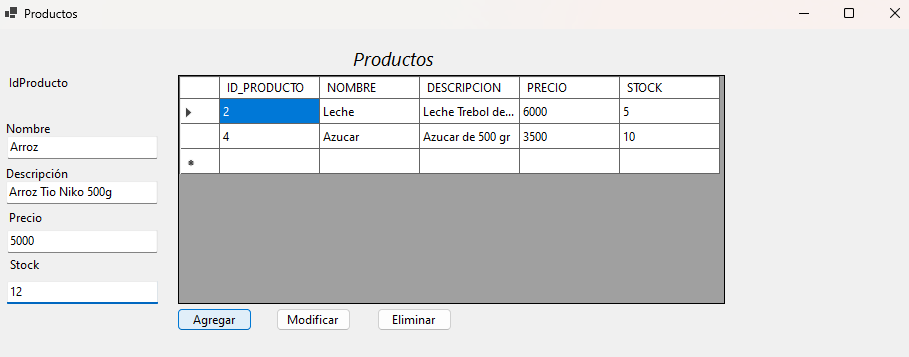 Productos
Productos
IdProducto
Nombre
Arroz
Descripción
Arroz Tio Niko 500g
Precio
5000
Stock
12
ID_PRODUCTO NOMBRE DESCRIPCION PRECIO STOCK
2 Leche Leche Trebol de... 6000 5
4 Azucar Azucar de 500 gr 3500 10
Agregar Modificar Eliminar